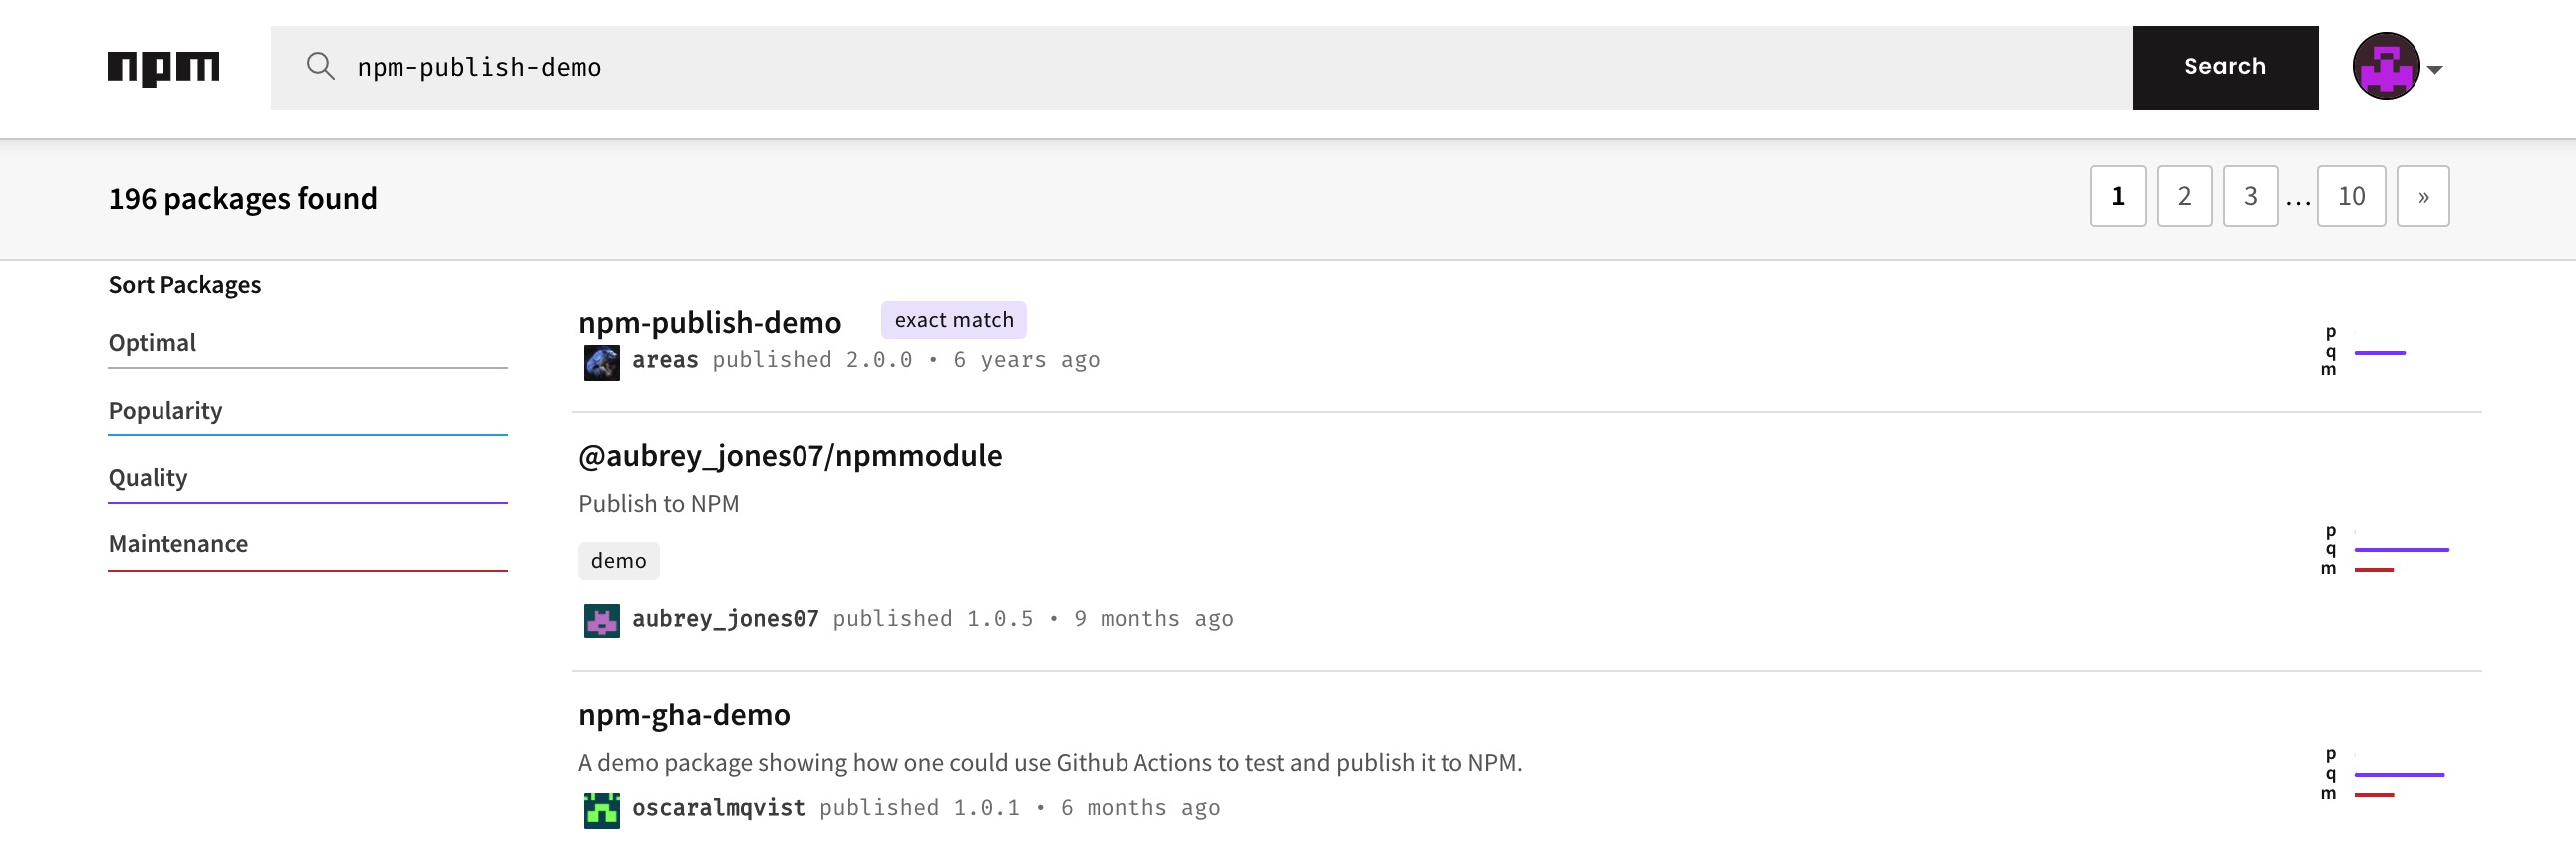 npm
npm-publish-demo
Search
196 packages found
1 2 3 ... 10 »
Sort Packages
Optimal
Popularity
Quality
Maintenance
npm-publish-demo exact match
areas published 2.0.0 • 6 years ago
p
q
m
@aubrey_jones07/npmmodule
Publish to NPM
demo
aubrey_jones07 published 1.0.5 • 9 months ago
p
q
m
npm-gha-demo
A demo package showing how one could use Github Actions to test and publish it to NPM.
oscaralmqvist published 1.0.1 • 6 months ago
p
q
m